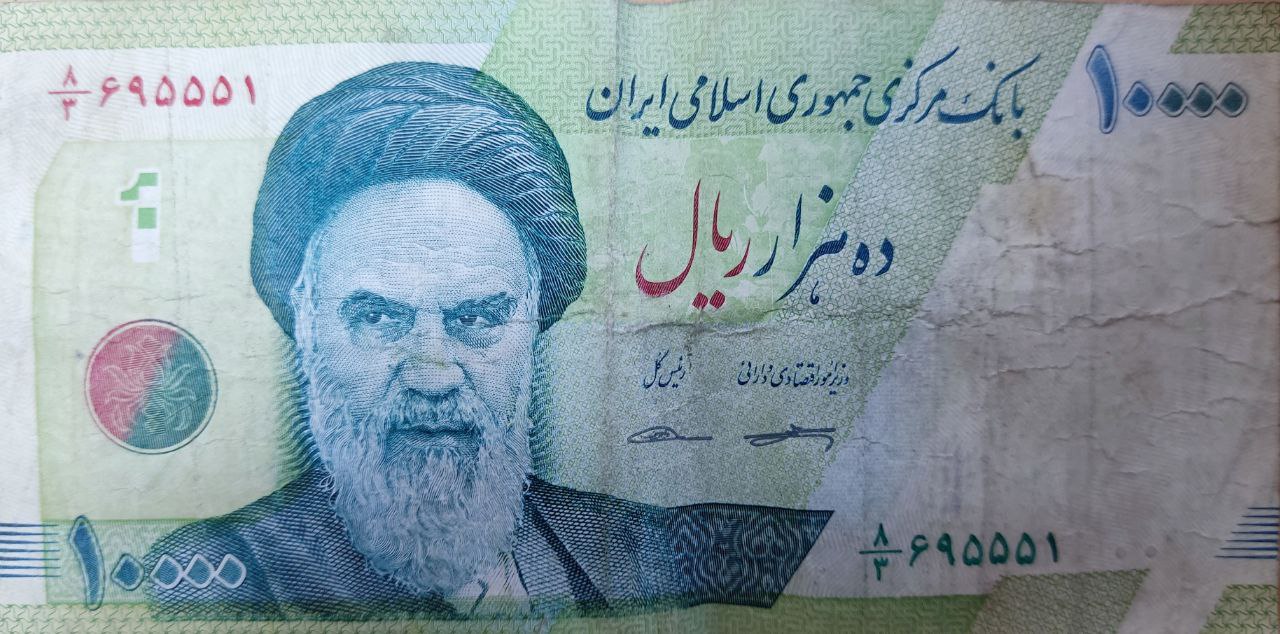 بانک مرکزی جمهوری اسلامی ایران
۱۰۰۰۰
۸/۳ ۶۹۵۵۵۱
ده هزار ریال
وزیر امور اقتصادی و دارائی
رئیس کل
۱۰۰۰۰
۸/۳ ۶۹۵۵۵۱